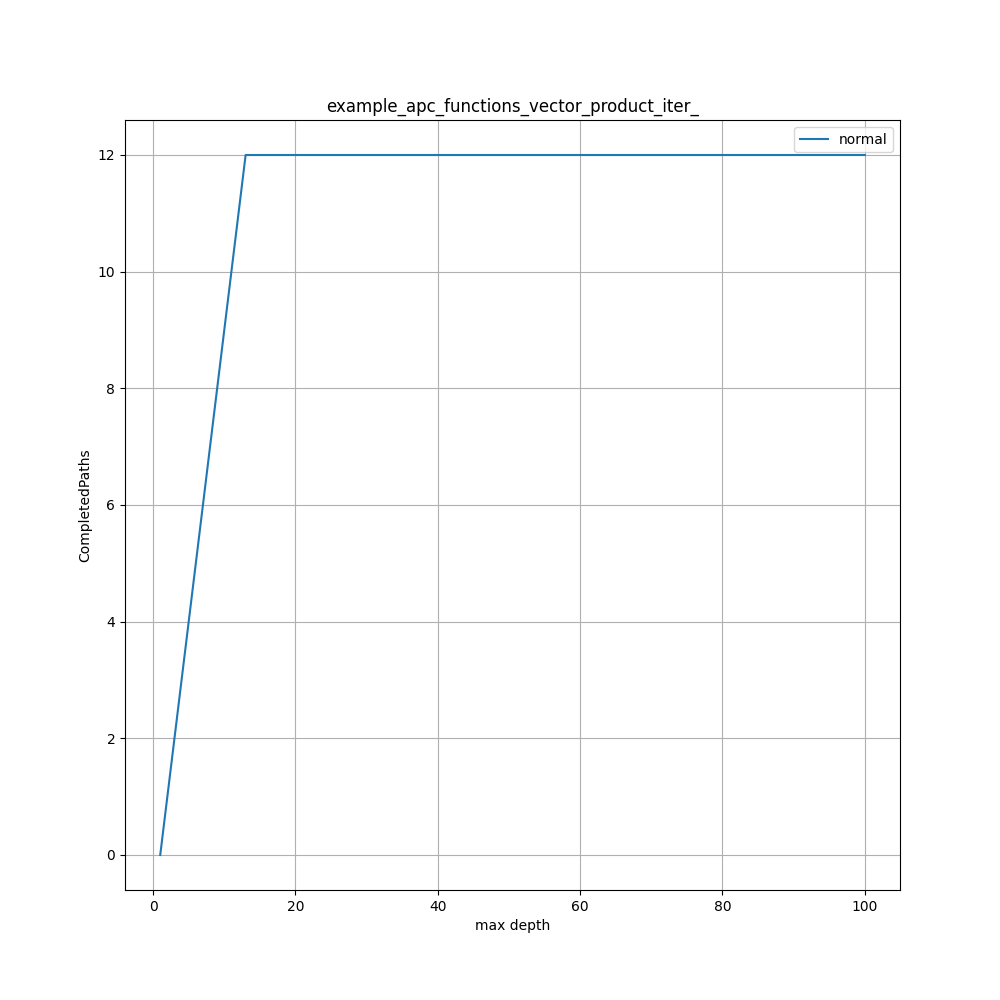 example_apc_functions_vector_product_iter_
normal
12
10
8
6
4
2
0
CompletedPaths
0 20 40 60 80 100
max depth